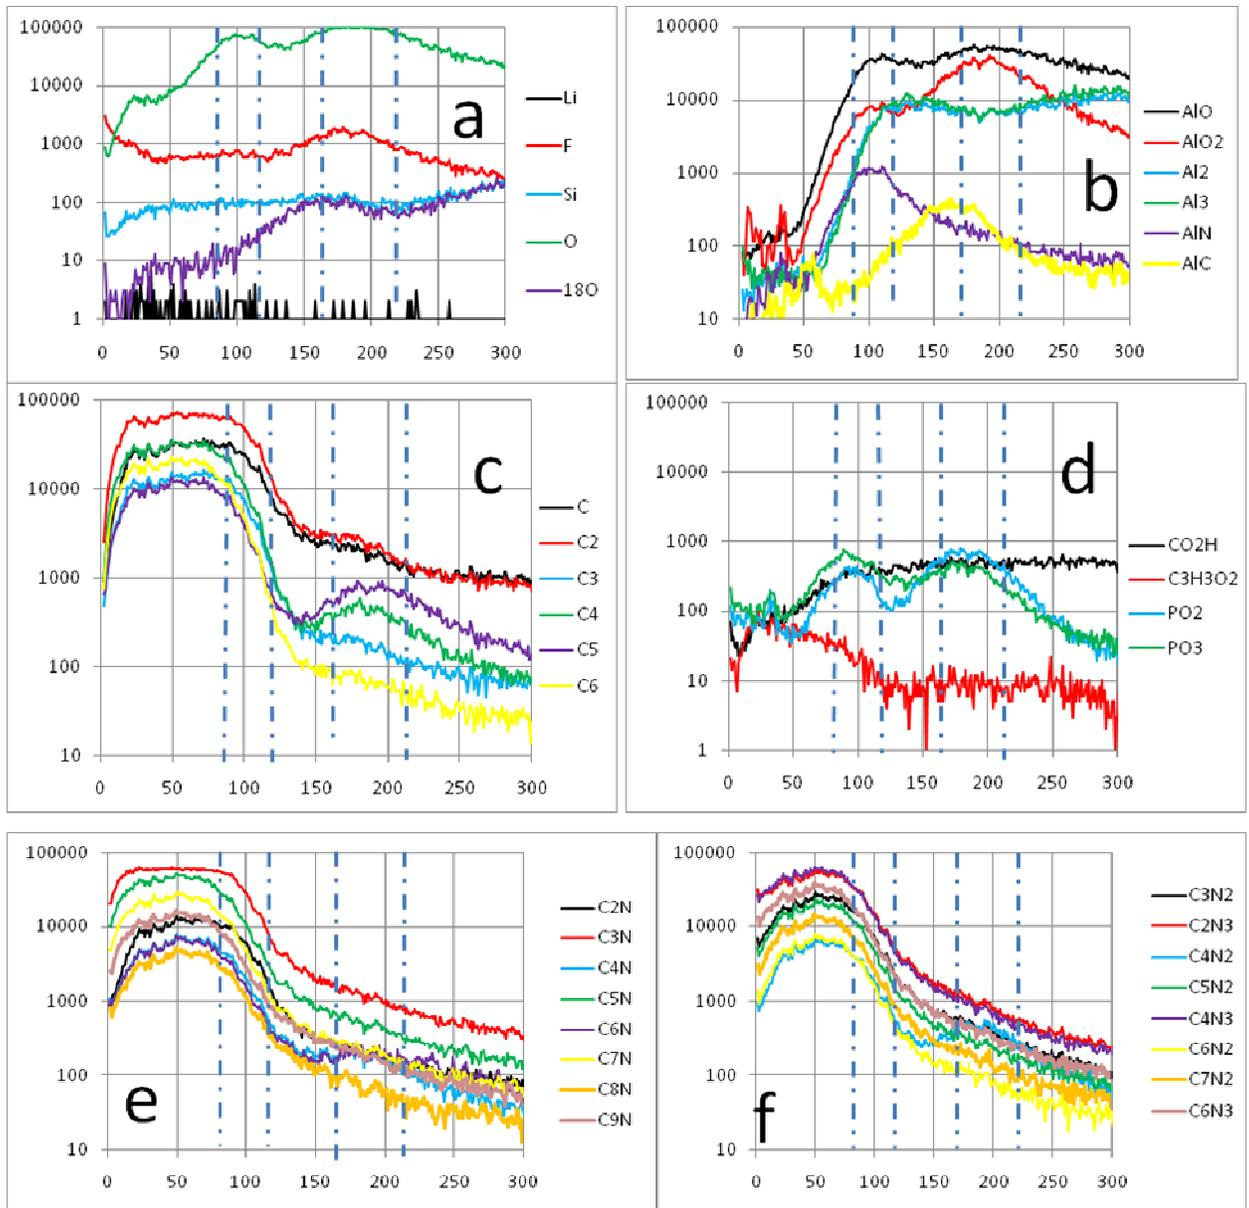 100000
10000
1000
100
10
1
0 50 100 150 200 250 300
a
Li
F
Si
O
18O
100000
10000
1000
100
10
0 50 100 150 200 250 300
b
AlO
AlO2
Al2
Al3
AlN
AlC
100000
10000
1000
100
10
0 50 100 150 200 250 300
c
C
C2
C3
C4
C5
C6
100000
10000
1000
100
10
1
0 50 100 150 200 250 300
d
CO2H
C3H3O2
PO2
PO3
100000
10000
1000
100
10
0 50 100 150 200 250 300
e
C2N
C3N
C4N
C5N
C6N
C7N
C8N
C9N
100000
10000
1000
100
10
0 50 100 150 200 250 300
f
C3N2
C2N3
C4N2
C5N2
C4N3
C6N2
C7N2
C6N3